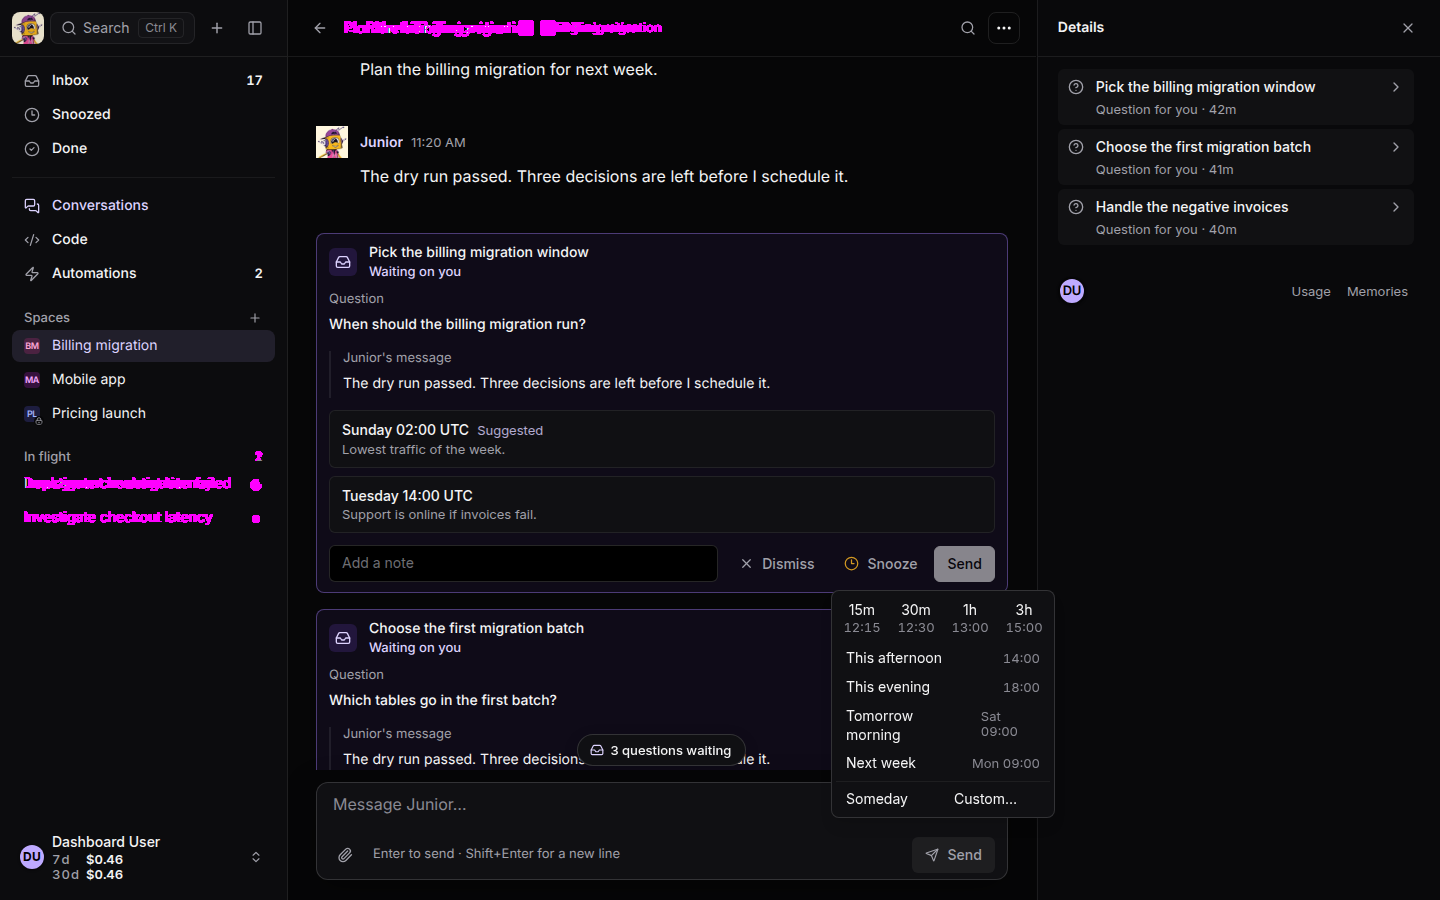 Search Ctrl K
Inbox 17
Snoozed
Done
Conversations
Code
Automations 2
Spaces
BM Billing migration
MA Mobile app
PL Pricing launch
In flight
Investigate checkout latency
Dashboard User
DU
7d $0.46
30d $0.46
Plan the billing migration for next week.
Junior 11:20 AM
The dry run passed. Three decisions are left before I schedule it.
Pick the billing migration window
Waiting on you
Question
When should the billing migration run?
Junior's message
The dry run passed. Three decisions are left before I schedule it.
Sunday 02:00 UTC Suggested
Lowest traffic of the week.
Tuesday 14:00 UTC
Support is online if invoices fail.
Add a note
Dismiss
Snooze
Send
15m 30m 1h 3h
12:15 12:30 13:00 15:00
This afternoon 14:00
This evening 18:00
Tomorrow morning Sat 09:00
Next week Mon 09:00
Someday Custom...
Choose the first migration batch
Waiting on you
Question
Which tables go in the first batch?
Junior's message
The dry run passed. Three decisions
it.
3 questions waiting
Message Junior...
Enter to send · Shift+Enter for a new line
Send
Details
Pick the billing migration window
Question for you · 42m
Choose the first migration batch
Question for you · 41m
Handle the negative invoices
Question for you · 40m
DU
Usage Memories